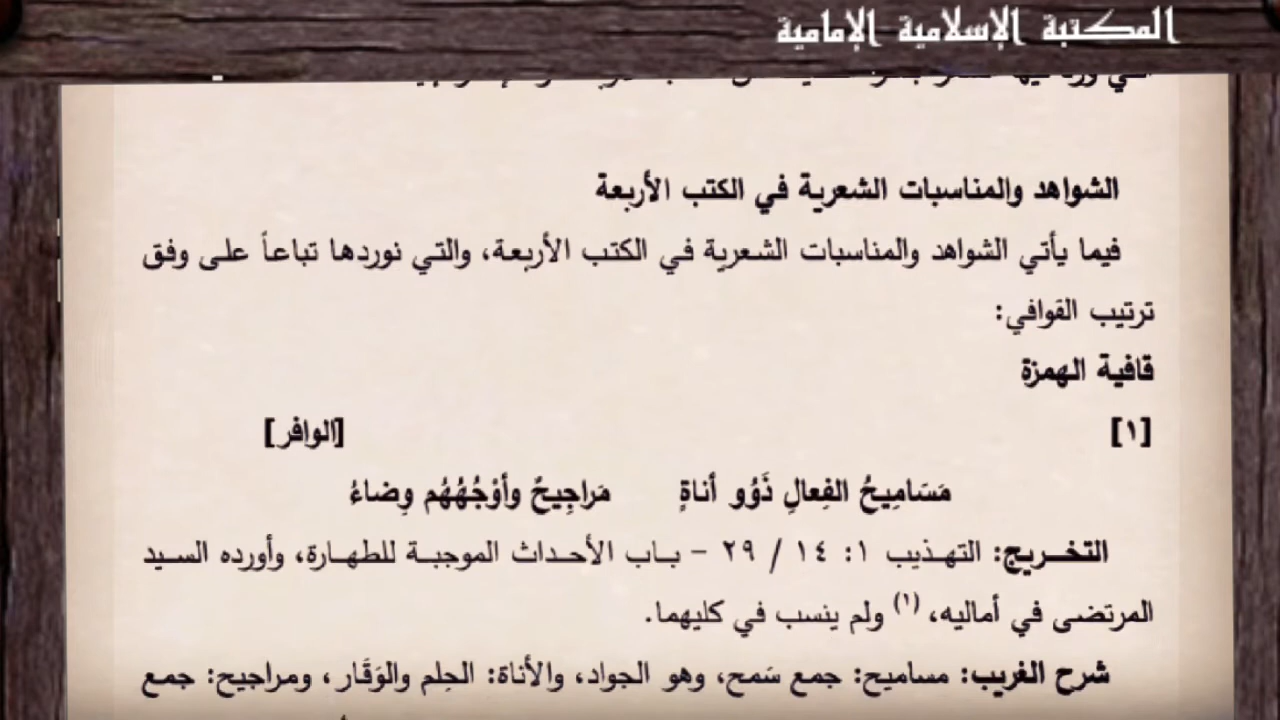 المكتبة الإسلامية الإمامية
الشواهد والمناسبات الشعرية في الكتب الأربعة
فيما يأتي الشواهد والمناسبات الشعرية في الكتب الأربعة، والتي نوردها تباعاً على وفق
ترتيب القوافي:
قافية الهمزة
[١] [الوافر]
مَسَامِيحُ الفِعالِ ذَوُو أناةٍ مَراجِيحٌ وأوْجُهُهُم وِضاءُ
التخريج: التهذيب ١: ١٤ / ٢٩ - باب الأحداث الموجبة للطهارة، وأورده السيد
المرتضى في أماليه، (١) ولم ينسب في كليهما.
شرح الغريب: مساميح: جمع سَمح، وهو الجواد، والأناة: الحِلم والوَقَار، ومراجيح: جمع